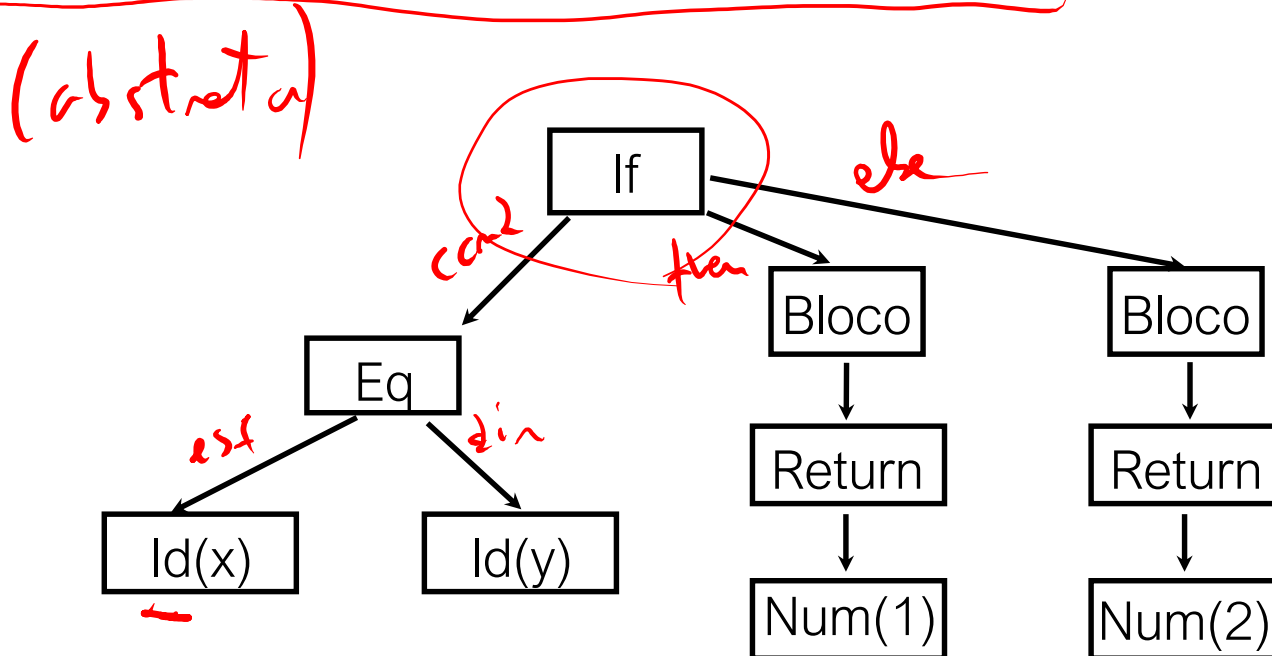 (abstrata)
If
else
cond
then
Bloco
Bloco
Eq
esq
dir
Return
Return
Id(x)
Id(y)
Num(1)
Num(2)